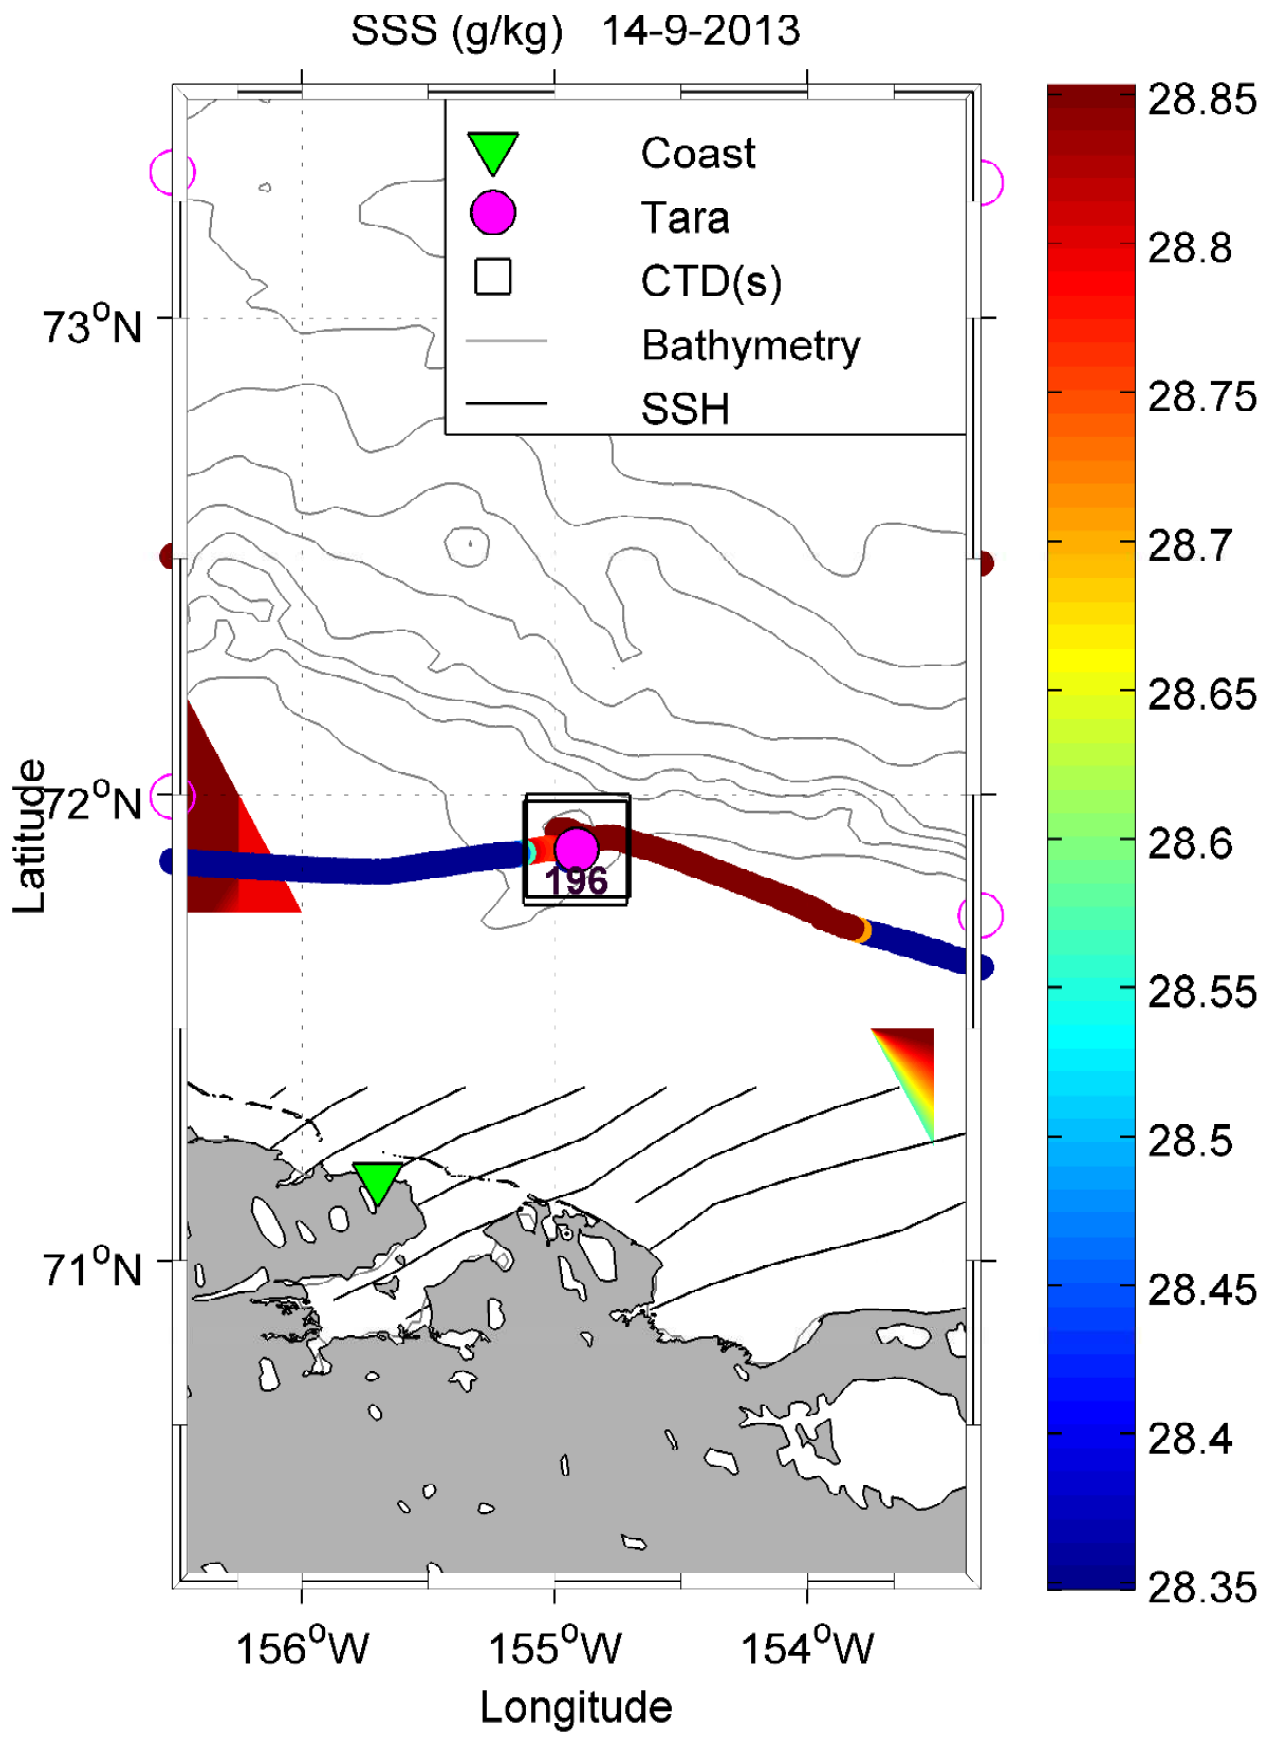 SSS (g/kg) 14-9-2013
Coast
Tara
CTD(s)
Bathymetry
SSH
73°N
72°N
71°N
Latitude
196
156°W
155°W
154°W
Longitude
28.85
28.8
28.75
28.7
28.65
28.6
28.55
28.5
28.45
28.4
28.35